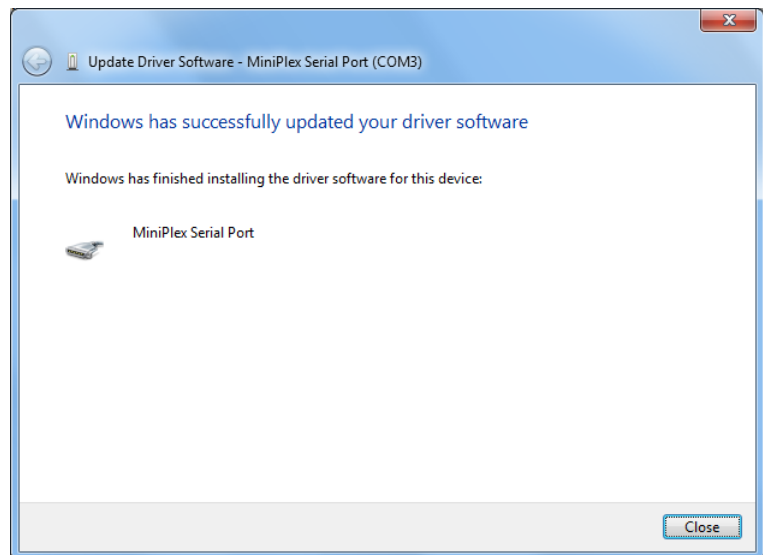 Update Driver Software - MiniPlex Serial Port (COM3)
Windows has successfully updated your driver software
Windows has finished installing the driver software for this device:
MiniPlex Serial Port
Close